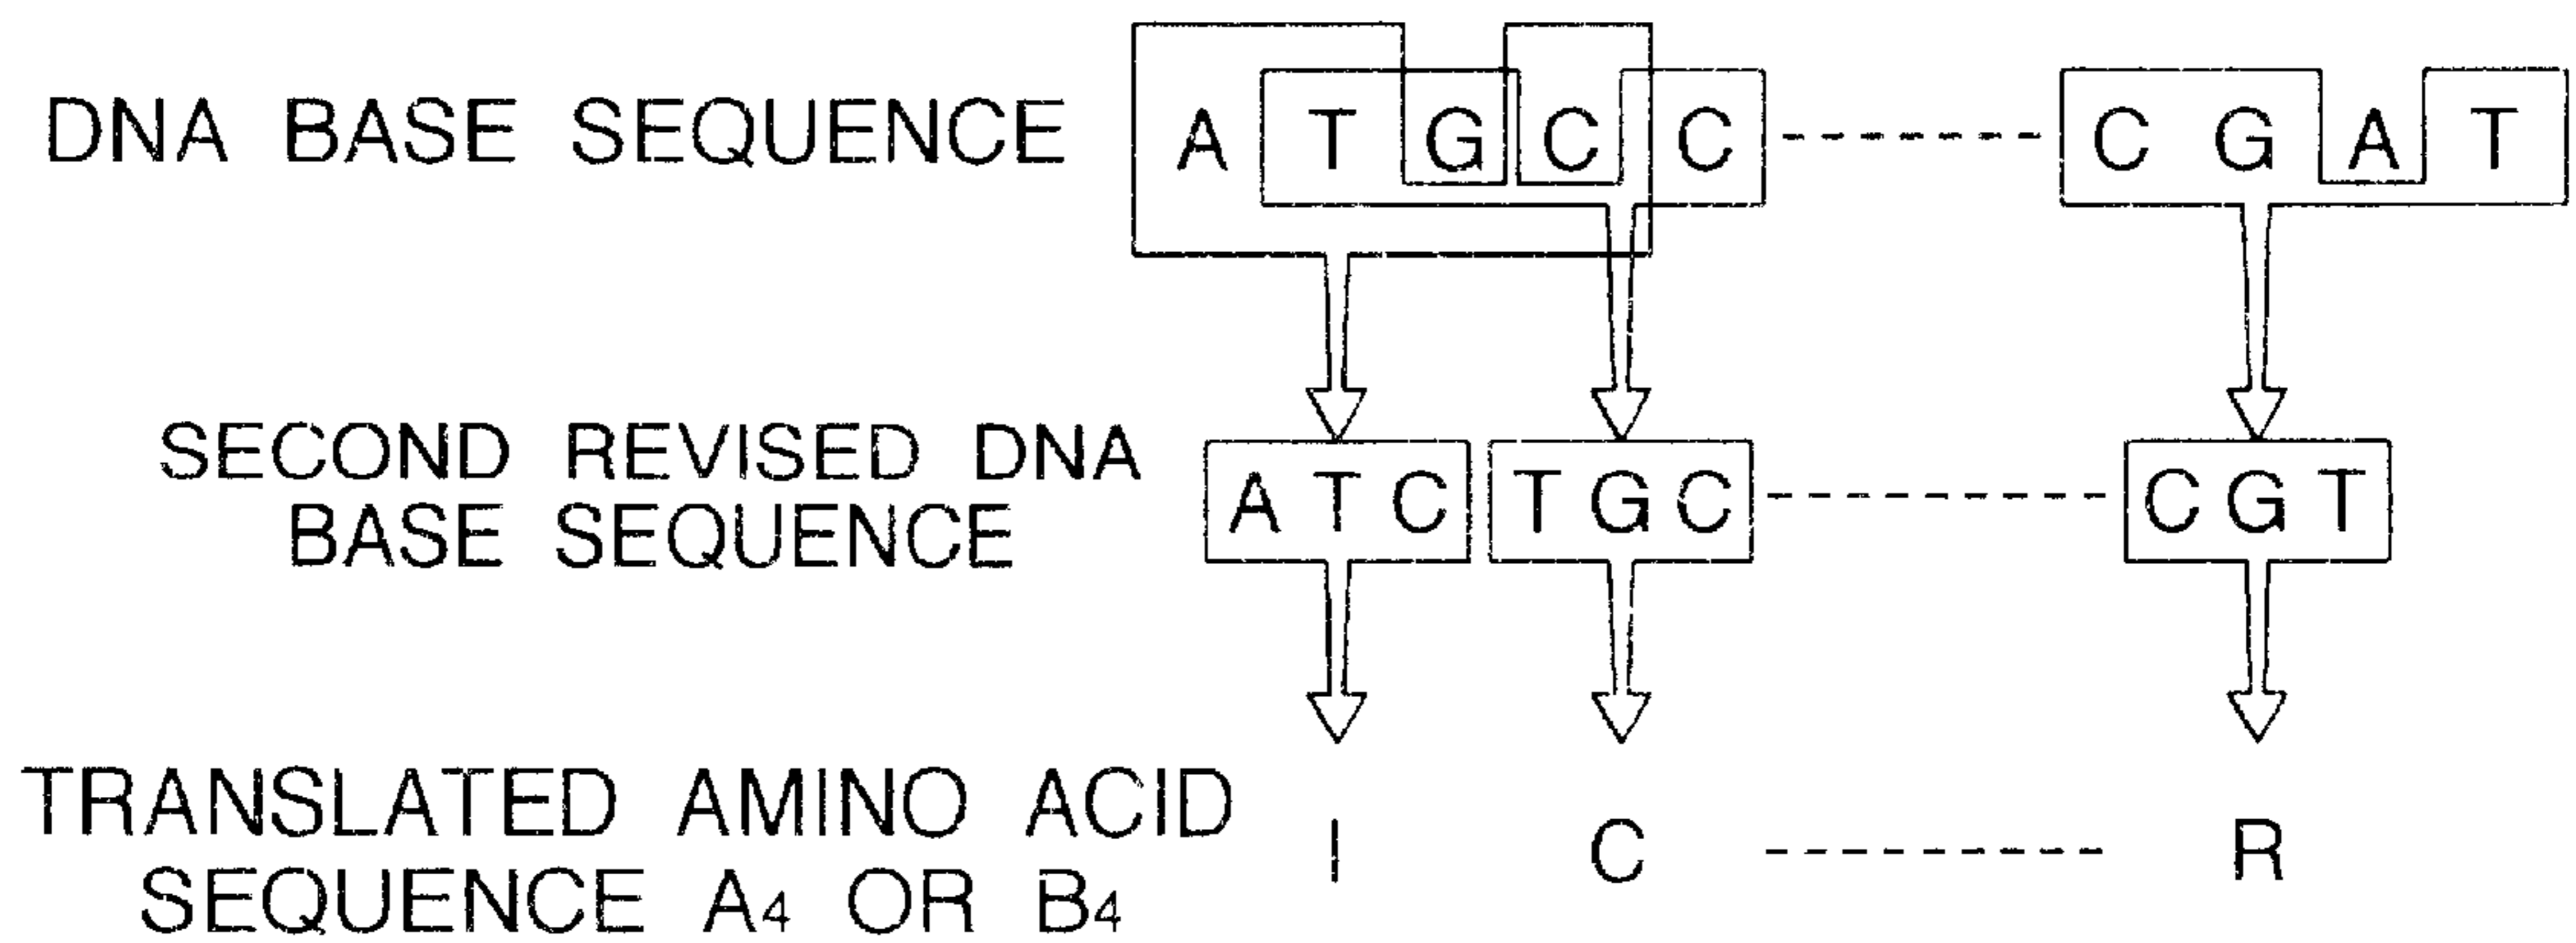 DNA BASE SEQUENCE A T G C C C G A T
SECOND REVISED DNA
BASE SEQUENCE A T C T G C C G T
TRANSLATED AMINO ACID
SEQUENCE A4 OR B4 I C R